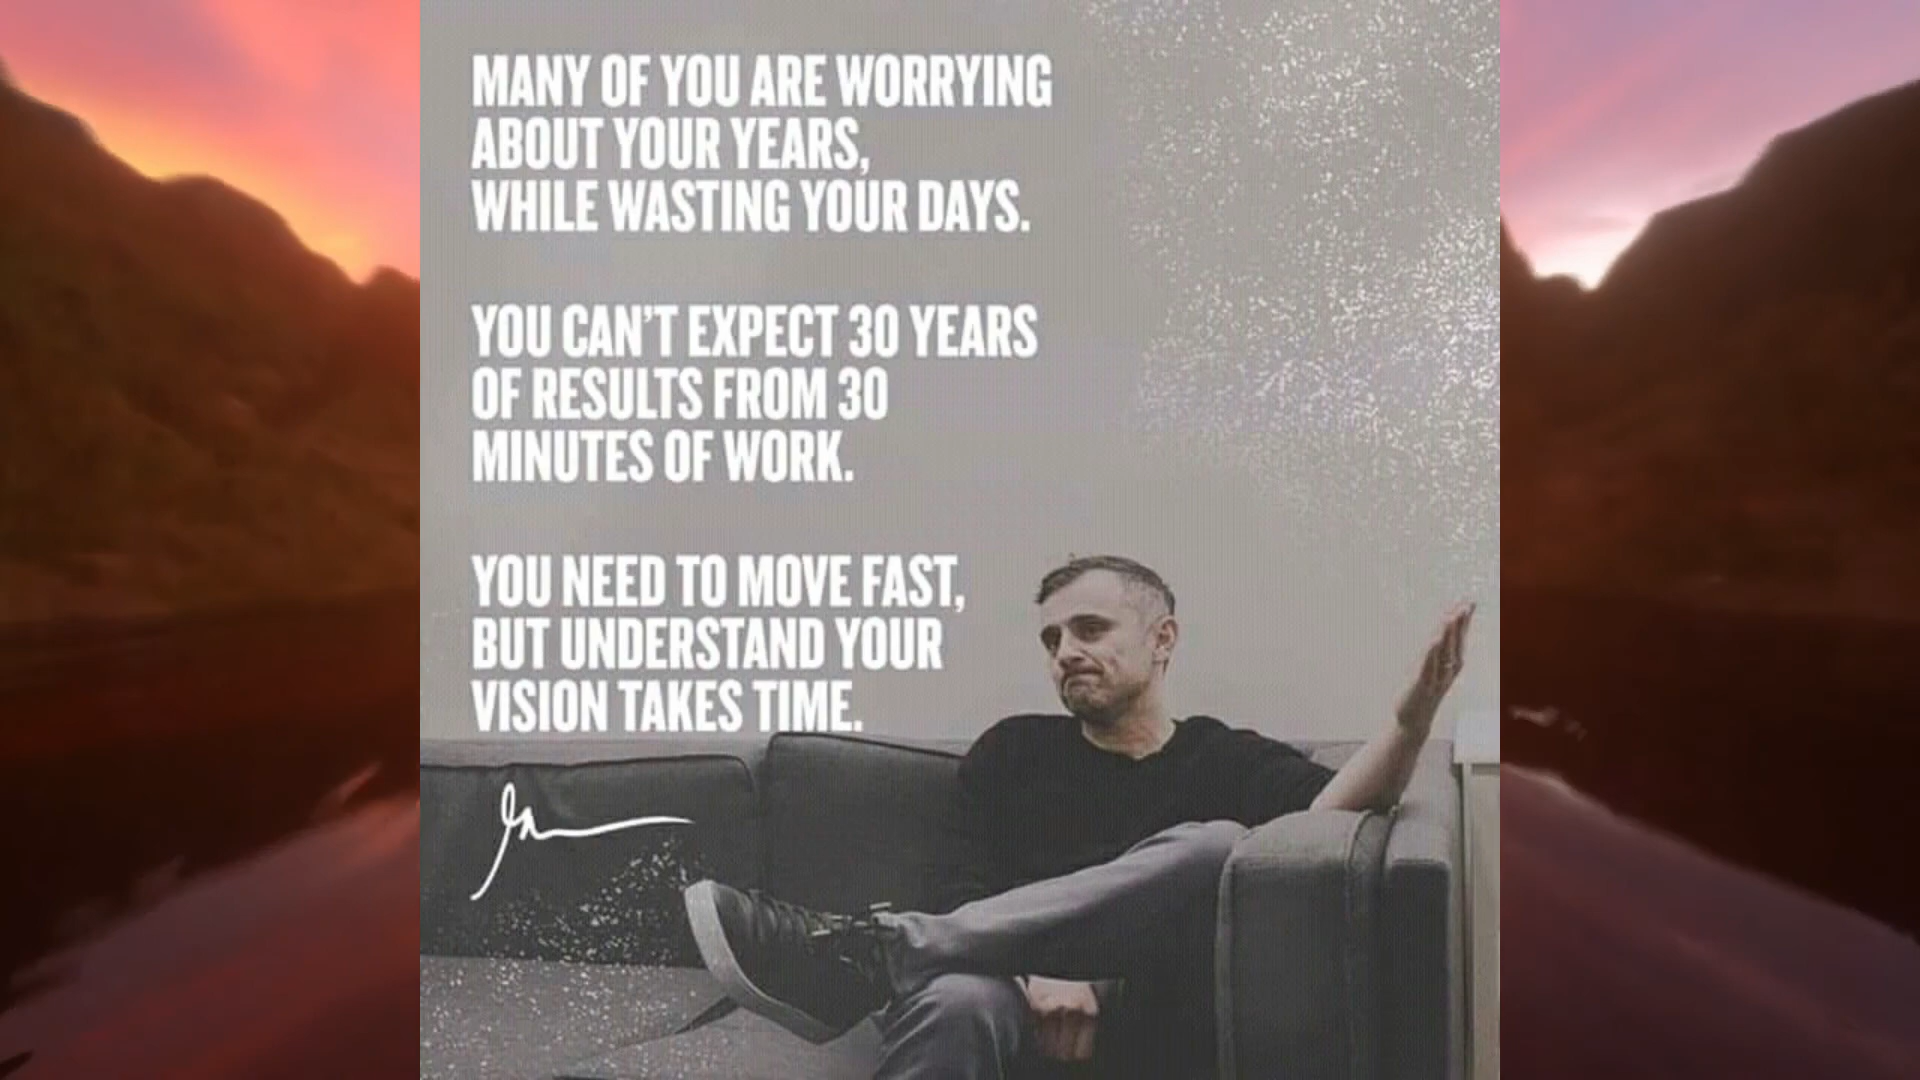 MANY OF YOU ARE WORRYING
ABOUT YOUR YEARS,
WHILE WASTING YOUR DAYS.
YOU CAN'T EXPECT 30 YEARS
OF RESULTS FROM 30
MINUTES OF WORK.
YOU NEED TO MOVE FAST,
BUT UNDERSTAND YOUR
VISION TAKES TIME.